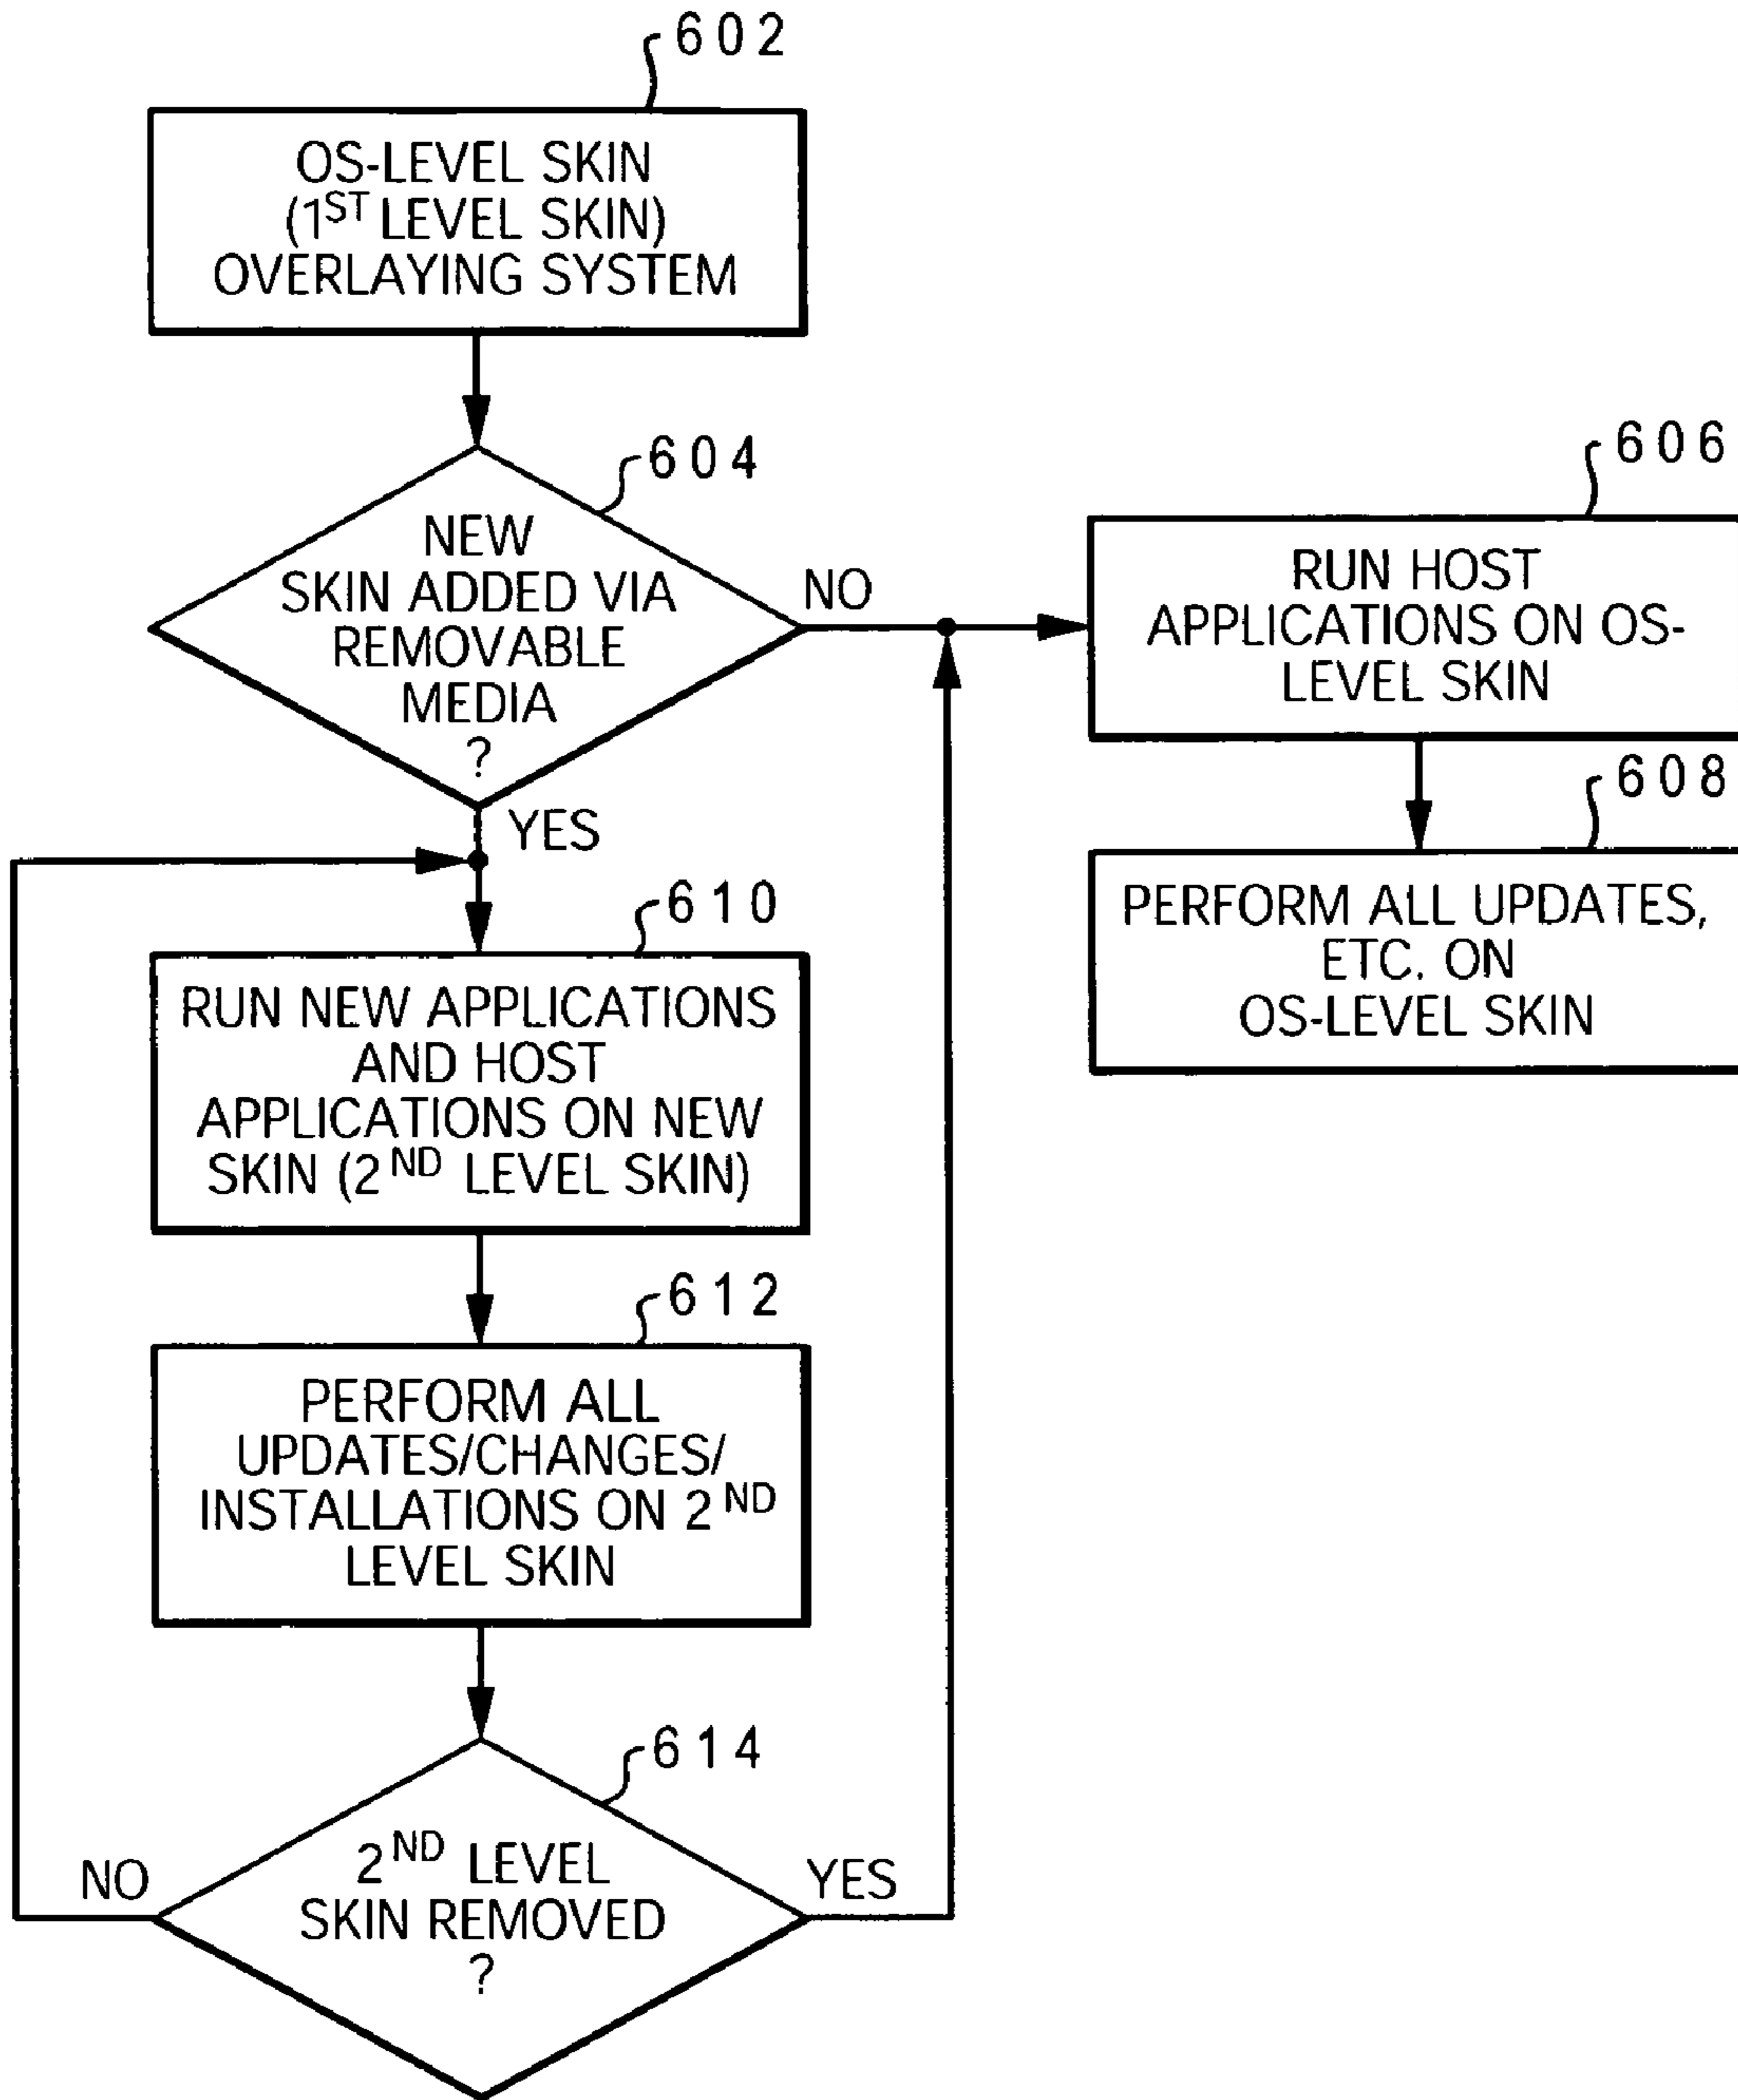 602
OS-LEVEL SKIN
(1ST LEVEL SKIN)
OVERLAYING SYSTEM
604
NEW
SKIN ADDED VIA
REMOVABLE
MEDIA
?
NO
YES
606
RUN HOST
APPLICATIONS ON OS-
LEVEL SKIN
608
PERFORM ALL UPDATES,
ETC. ON
OS-LEVEL SKIN
610
RUN NEW APPLICATIONS
AND HOST
APPLICATIONS ON NEW
SKIN (2ND LEVEL SKIN)
612
PERFORM ALL
UPDATES/CHANGES/
INSTALLATIONS ON 2ND
LEVEL SKIN
614
2ND LEVEL
SKIN REMOVED
?
NO
YES